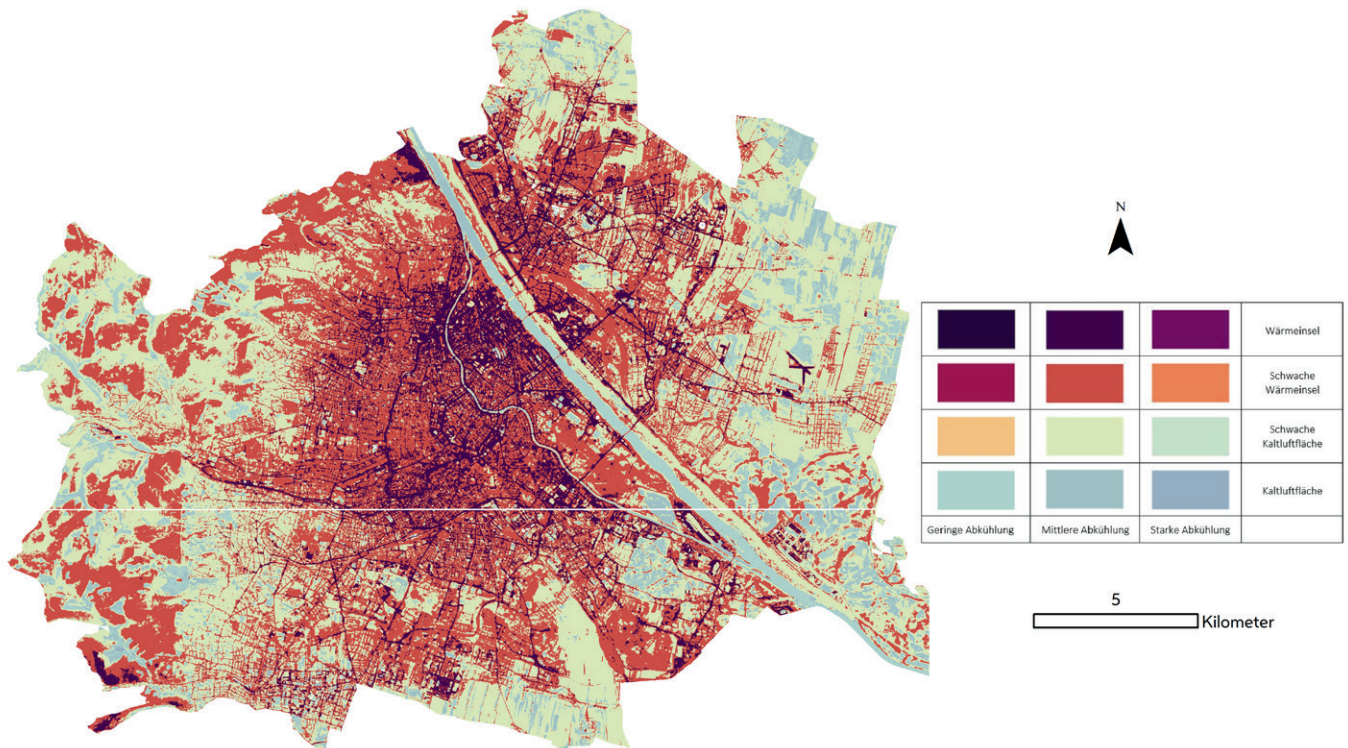 N
Wärmeinsel
Schwache
Wärmeinsel
Schwache
Kaltluftfläche
Kaltluftfläche
Geringe Abkühlung Mittlere Abkühlung Starke Abkühlung
5
Kilometer